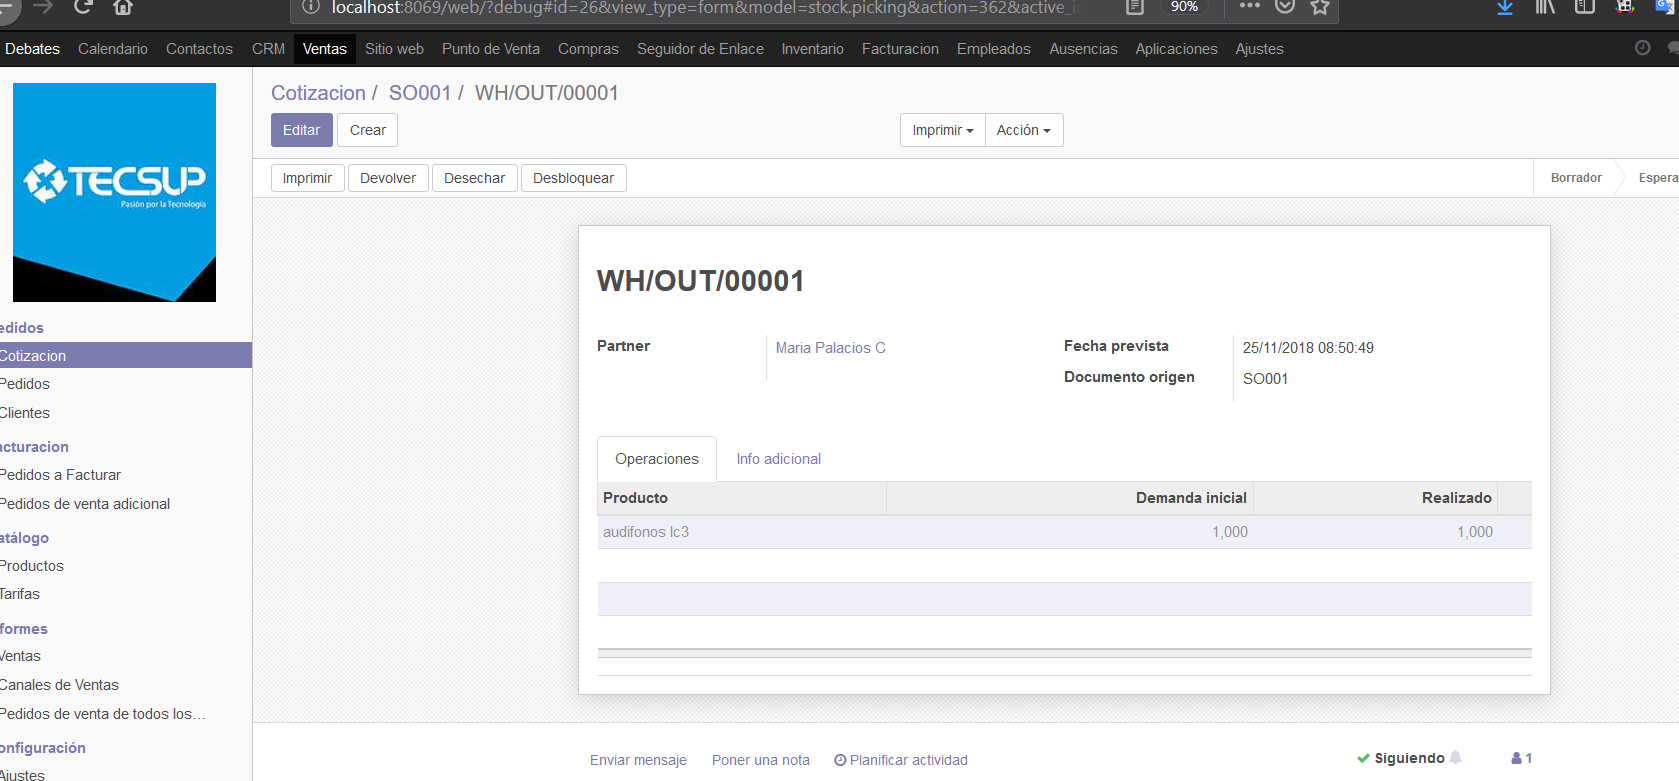 localhost:8069/web/?debug#id=26&view_type=form&model=stock.picking&action=362&active_i
90%
Debates Calendario Contactos CRM Ventas Sitio web Punto de Venta Compras Seguidor de Enlace Inventario Facturacion Empleados Ausencias Aplicaciones Ajustes
TECSUP
Pasión por la Tecnología
Cotizacion / SO001 / WH/OUT/00001
Editar Crear
Imprimir Acción
Imprimir Devolver Desechar Desbloquear
Borrador Espera
edidos
Cotizacion
Pedidos
Clientes
acturacion
Pedidos a Facturar
Pedidos de venta adicional
atálogo
Productos
Tarifas
formes
Ventas
Canales de Ventas
Pedidos de venta de todos los…
onfiguración
Ajustes
WH/OUT/00001
Partner Maria Palacios C
Fecha prevista 25/11/2018 08:50:49
Documento origen SO001
Operaciones Info adicional
Producto Demanda inicial Realizado
audifonos lc3 1,000 1,000
Enviar mensaje Poner una nota Planificar actividad
Siguiendo 1